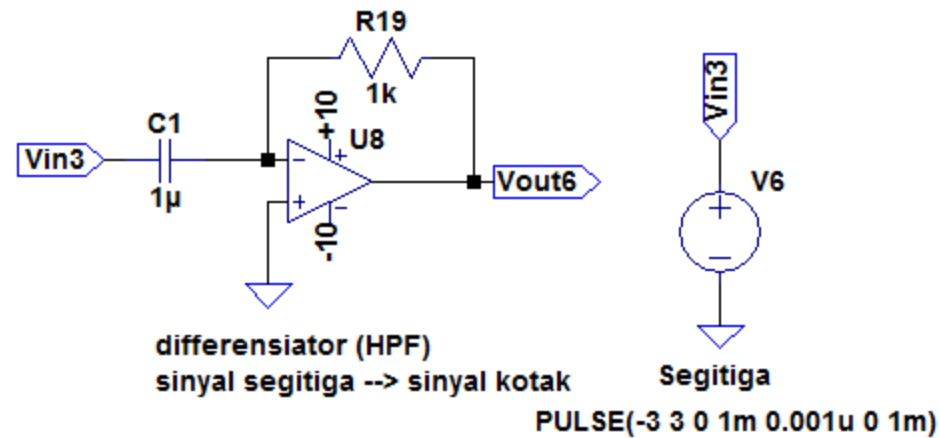 R19
1k
C1
+10
U8
Vin3
1µ
Vout6
-10
Vin3
V6
differensiator (HPF)
sinyal segitiga --> sinyal kotak
Segitiga
PULSE(-3 3 0 1m 0.001u 0 1m)